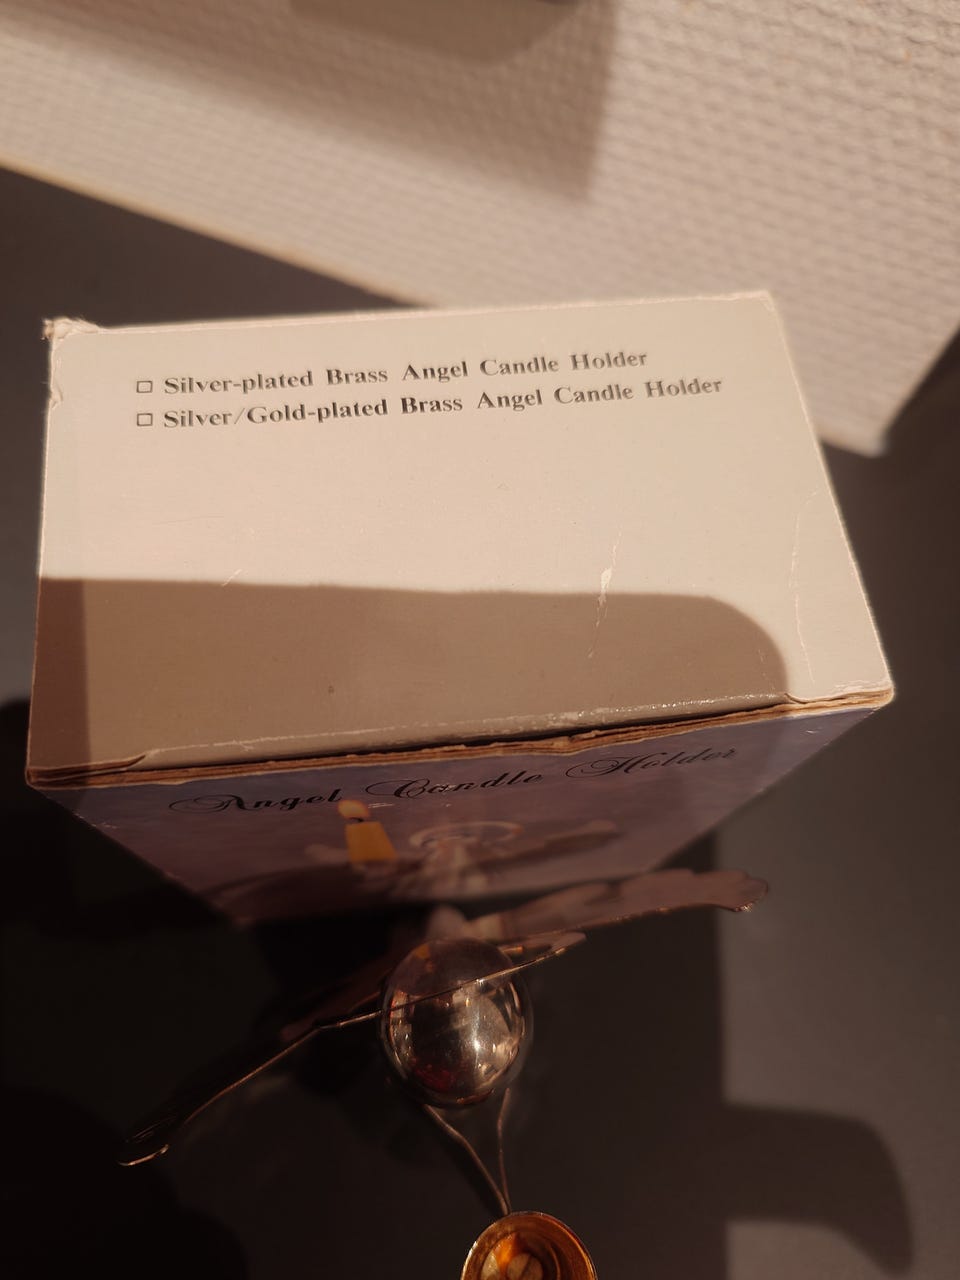 ☐ Silver-plated Brass Angel Candle Holder
☐ Silver/Gold-plated Brass Angel Candle Holder
Angel Candle Holder